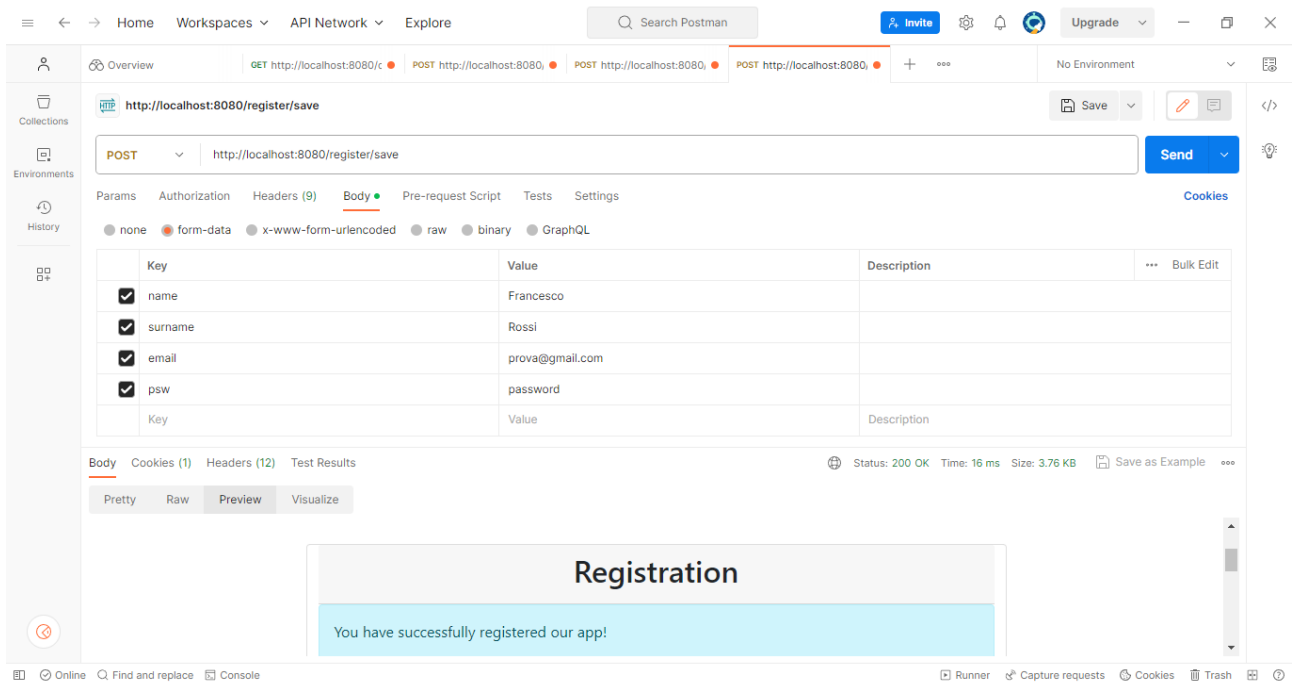 Home Workspaces API Network Explore Search Postman Invite Upgrade
Overview GET http://localhost:8080/c POST http://localhost:8080/ POST http://localhost:8080/ POST http://localhost:8080/ No Environment
HTTP http://localhost:8080/register/save Save
POST http://localhost:8080/register/save Send
Collections
Environments
History
Params Authorization Headers (9) Body Pre-request Script Tests Settings Cookies
none form-data x-www-form-urlencoded raw binary GraphQL
Key Value Description Bulk Edit
name Francesco
surname Rossi
email prova@gmail.com
psw password
Key Value Description
Body Cookies (1) Headers (12) Test Results Status: 200 OK Time: 16 ms Size: 3.76 KB Save as Example
Pretty Raw Preview Visualize
Registration
You have successfully registered our app!
Online Find and replace Console Runner Capture requests Cookies Trash